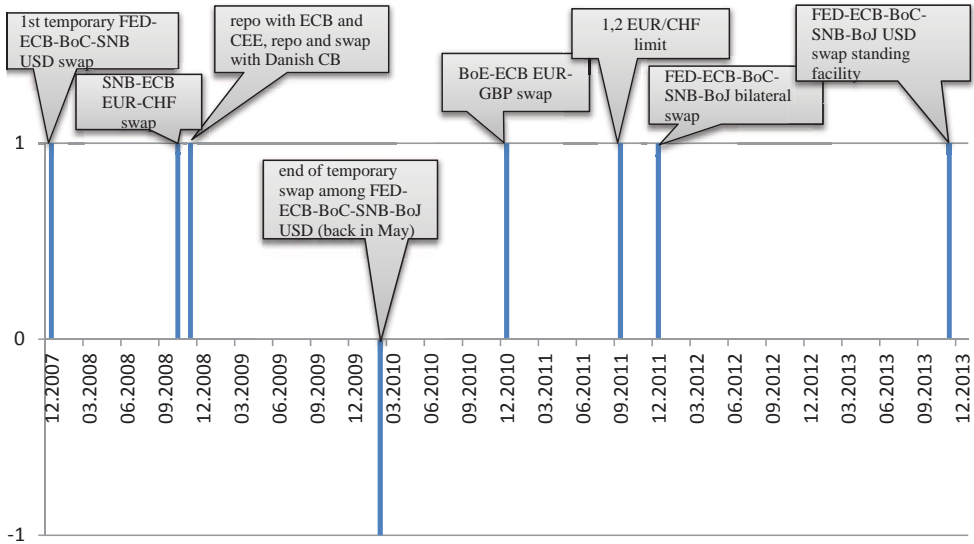 1st temporary FED-
ECB-BoC-SNB
USD swap
SNB-ECB
EUR-CHF
swap
repo with ECB and
CEE, repo and swap
with Danish CB
end of temporary
swap among FED-
ECB-BoC-SNB-BoJ
USD (back in May)
BoE-ECB EUR-
GBP swap
1,2 EUR/CHF
limit
FED-ECB-BoC-
SNB-BoJ bilateral
swap
FED-ECB-BoC-
SNB-BoJ USD
swap standing
facility
1
0
-1
12.2007
03.2008
06.2008
09.2008
12.2008
03.2009
06.2009
09.2009
12.2009
03.2010
06.2010
09.2010
12.2010
03.2011
06.2011
09.2011
12.2011
03.2012
06.2012
09.2012
12.2012
03.2013
06.2013
09.2013
12.2013